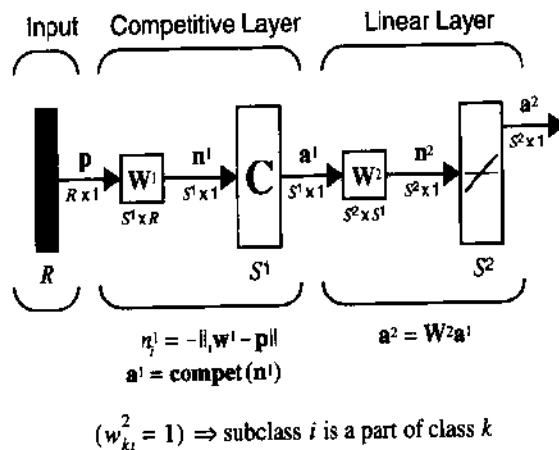 Input Competitive Layer Linear Layer
p n¹ a¹ n² a²
W¹ C W²
R x 1 S¹ x 1 S¹ x 1 S² x 1 S² x 1
S¹ x R S² x S¹
R S¹ S²
nᵢ¹ = -‖ᵢw¹ - p‖ a² = W²a¹
a¹ = compet(n¹)
(w²ₖᵢ = 1) ⇒ subclass i is a part of class k